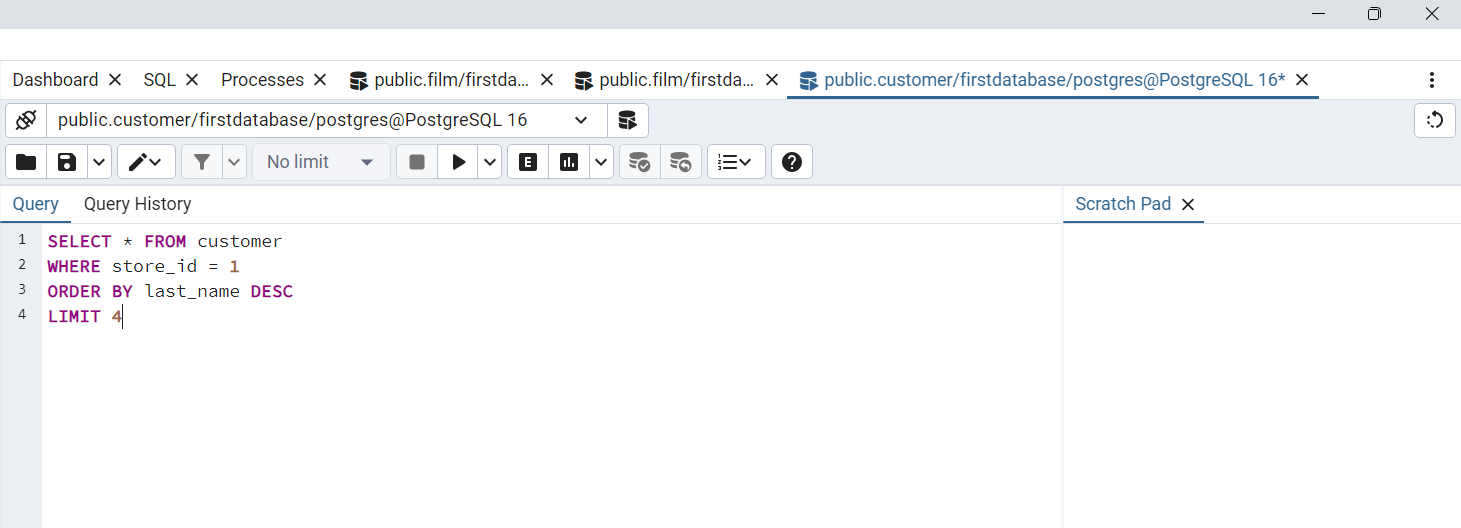 Dashboard SQL Processes public.film/firstda... public.film/firstda... public.customer/firstdatabase/postgres@PostgreSQL 16*
public.customer/firstdatabase/postgres@PostgreSQL 16
No limit E
Query Query History Scratch Pad
1 SELECT * FROM customer
2 WHERE store_id = 1
3 ORDER BY last_name DESC
4 LIMIT 4